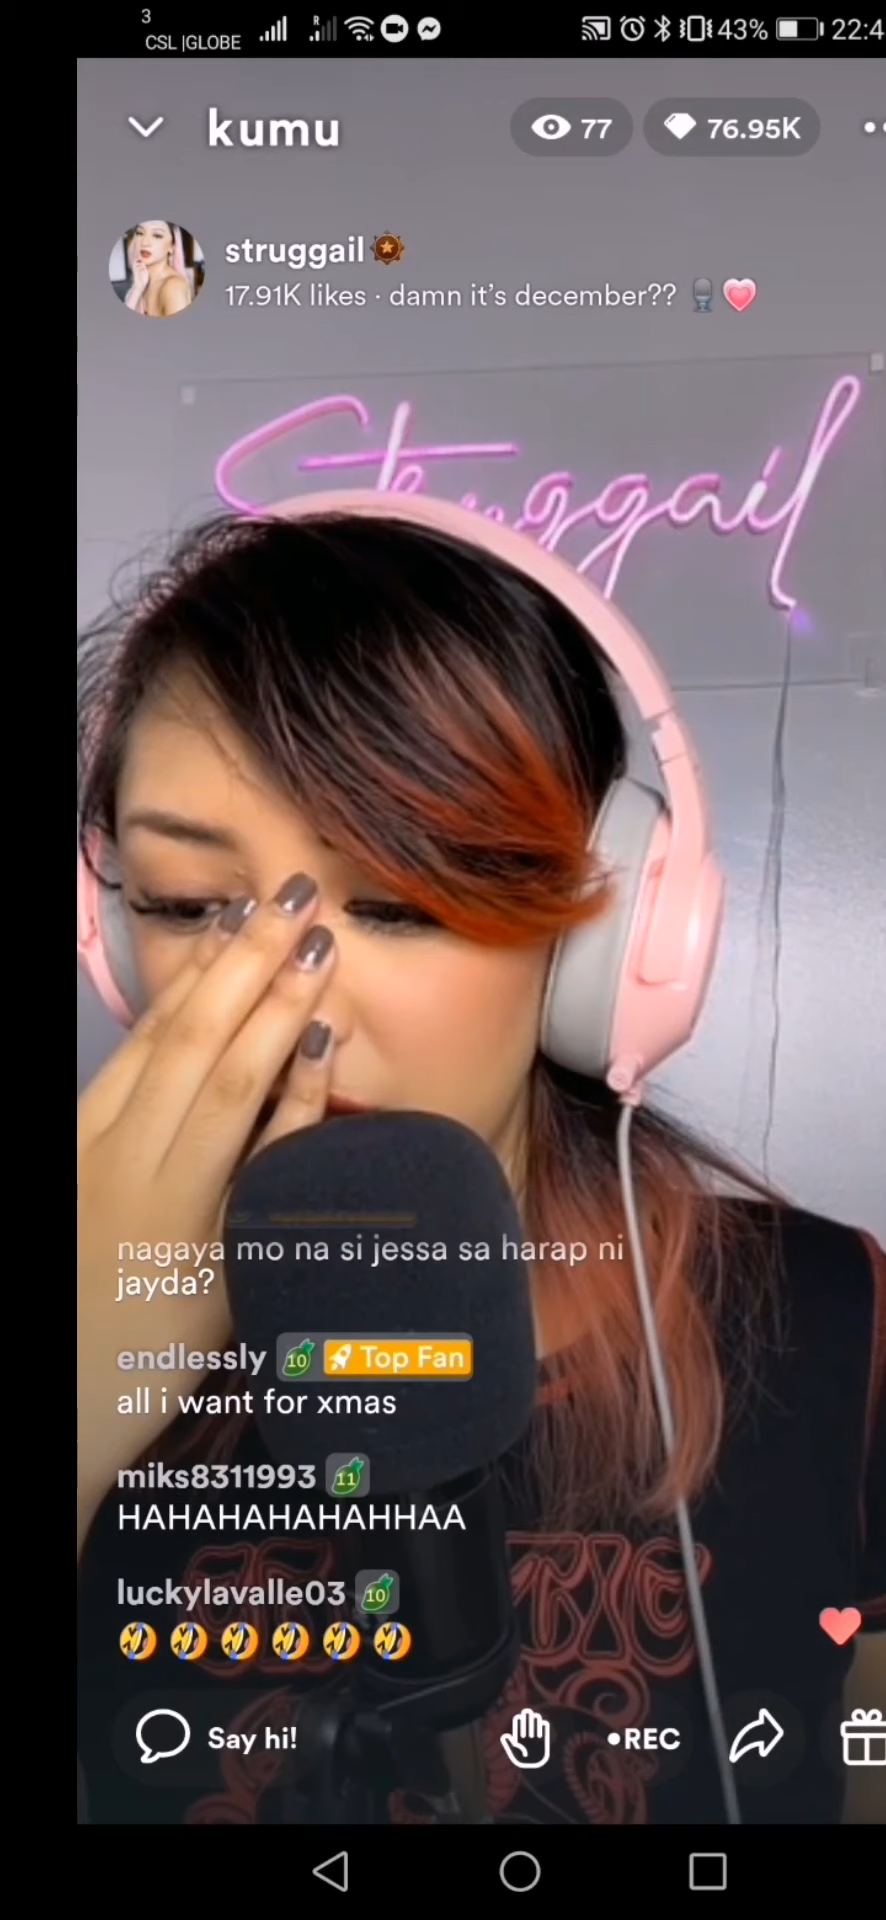 3
CSL |GLOBE
R
43%
22:4
kumu
77
76.95K
struggail
17.91K likes · damn it's december??
Struggail
nagaya mo na si jessa sa harap ni
jayda?
endlessly 10 Top Fan
all i want for xmas
miks8311993 11
HAHAHAHAHAHHAA
luckylavalle03 10
Say hi!
•REC